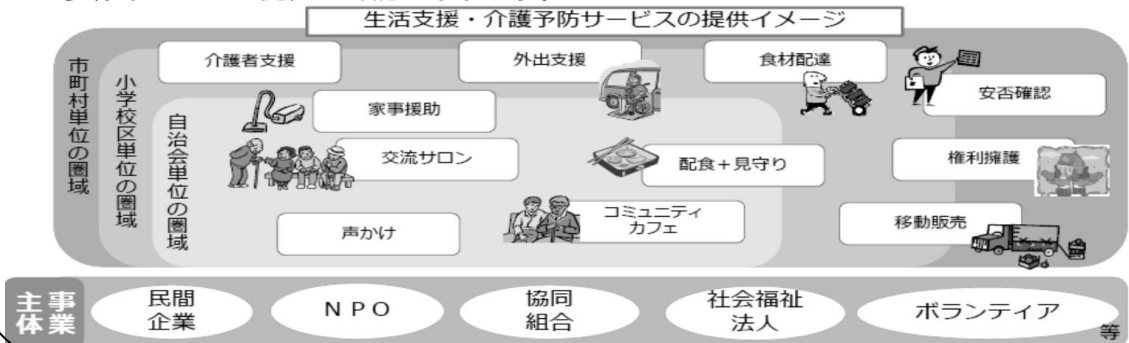 生活支援・介護予防サービスの提供イメージ
市町村単位の圏域
小学校区単位の圏域
自治会単位の圏域
介護者支援
外出支援
食材配達
安否確認
家事援助
交流サロン
配食+見守り
権利擁護
声かけ
コミュニティ
カフェ
移動販売
事業
主体
民間
企業
NPO
協同
組合
社会福祉
法人
ボランティア
等